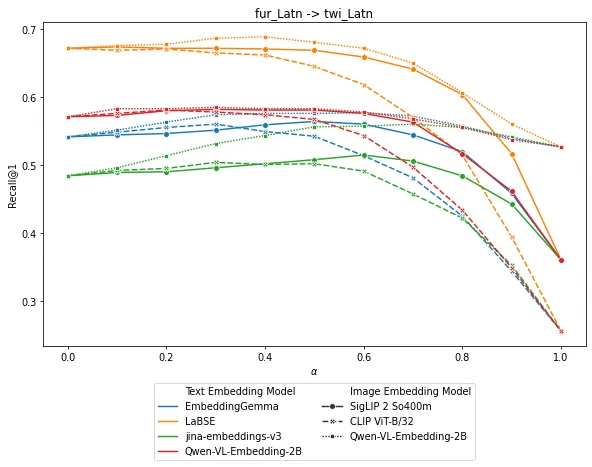 fur_Latn -> twi_Latn
0.7
0.6
0.5
0.4
0.3
Recall@1
0.0 0.2 0.4 0.6 0.8 1.0
α
Text Embedding Model Image Embedding Model
EmbeddingGemma SigLIP 2 So400m
LaBSE CLIP ViT-B/32
jina-embeddings-v3 Qwen-VL-Embedding-2B
Qwen-VL-Embedding-2B